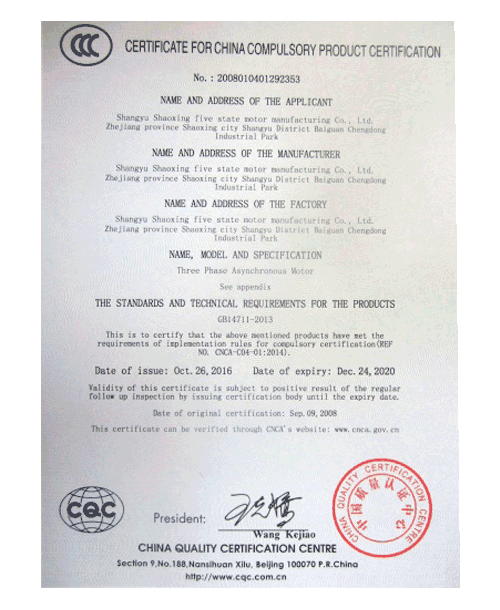 CCC
CERTIFICATE FOR CHINA COMPULSORY PRODUCT CERTIFICATION
No. : 2008010401292353
NAME AND ADDRESS OF THE APPLICANT
Shangyu Shaoxing five state motor manufacturing Co., Ltd.
Zhejiang province Shaoxing city Shangyu District Baiguan Chengdong
Industrial Park
NAME AND ADDRESS OF THE MANUFACTURER
Shangyu Shaoxing five state motor manufacturing Co., Ltd.
Zhejiang province Shaoxing city Shangyu District Baiguan Chengdong
Industrial Park
NAME AND ADDRESS OF THE FACTORY
Shangyu Shaoxing five state motor manufacturing Co., Ltd.
Zhejiang province Shaoxing city Shangyu District Baiguan Chengdong
Industrial Park
NAME, MODEL AND SPECIFICATION
Three Phase Asynchronous Motor
See appendix
THE STANDARDS AND TECHNICAL REQUIREMENTS FOR THE PRODUCTS
GB14711-2013
This is to certify that the above mentioned products have met the
requirements of implementation rules for compulsory certification(REF
NO. CNCA-C04-01:2014).
Date of issue: Oct. 26, 2016 Date of expiry: Dec. 24, 2020
Validity of this certificate is subject to positive result of the regular
follow up inspection by issuing certification body until the expiry date.
Date of original certification: Sep. 09, 2008
This certificate can be verified through CNCA's website: www.cnca.gov.cn
CQC
President:
Wang Kejiao
CHINA QUALITY CERTIFICATION CENTRE
中国质量认证中心
CHINA QUALITY CERTIFICATION CENTRE
Section 9,No.188,Nansihuan Xilu, Beijing 100070 P.R.China
http://www.cqc.com.cn